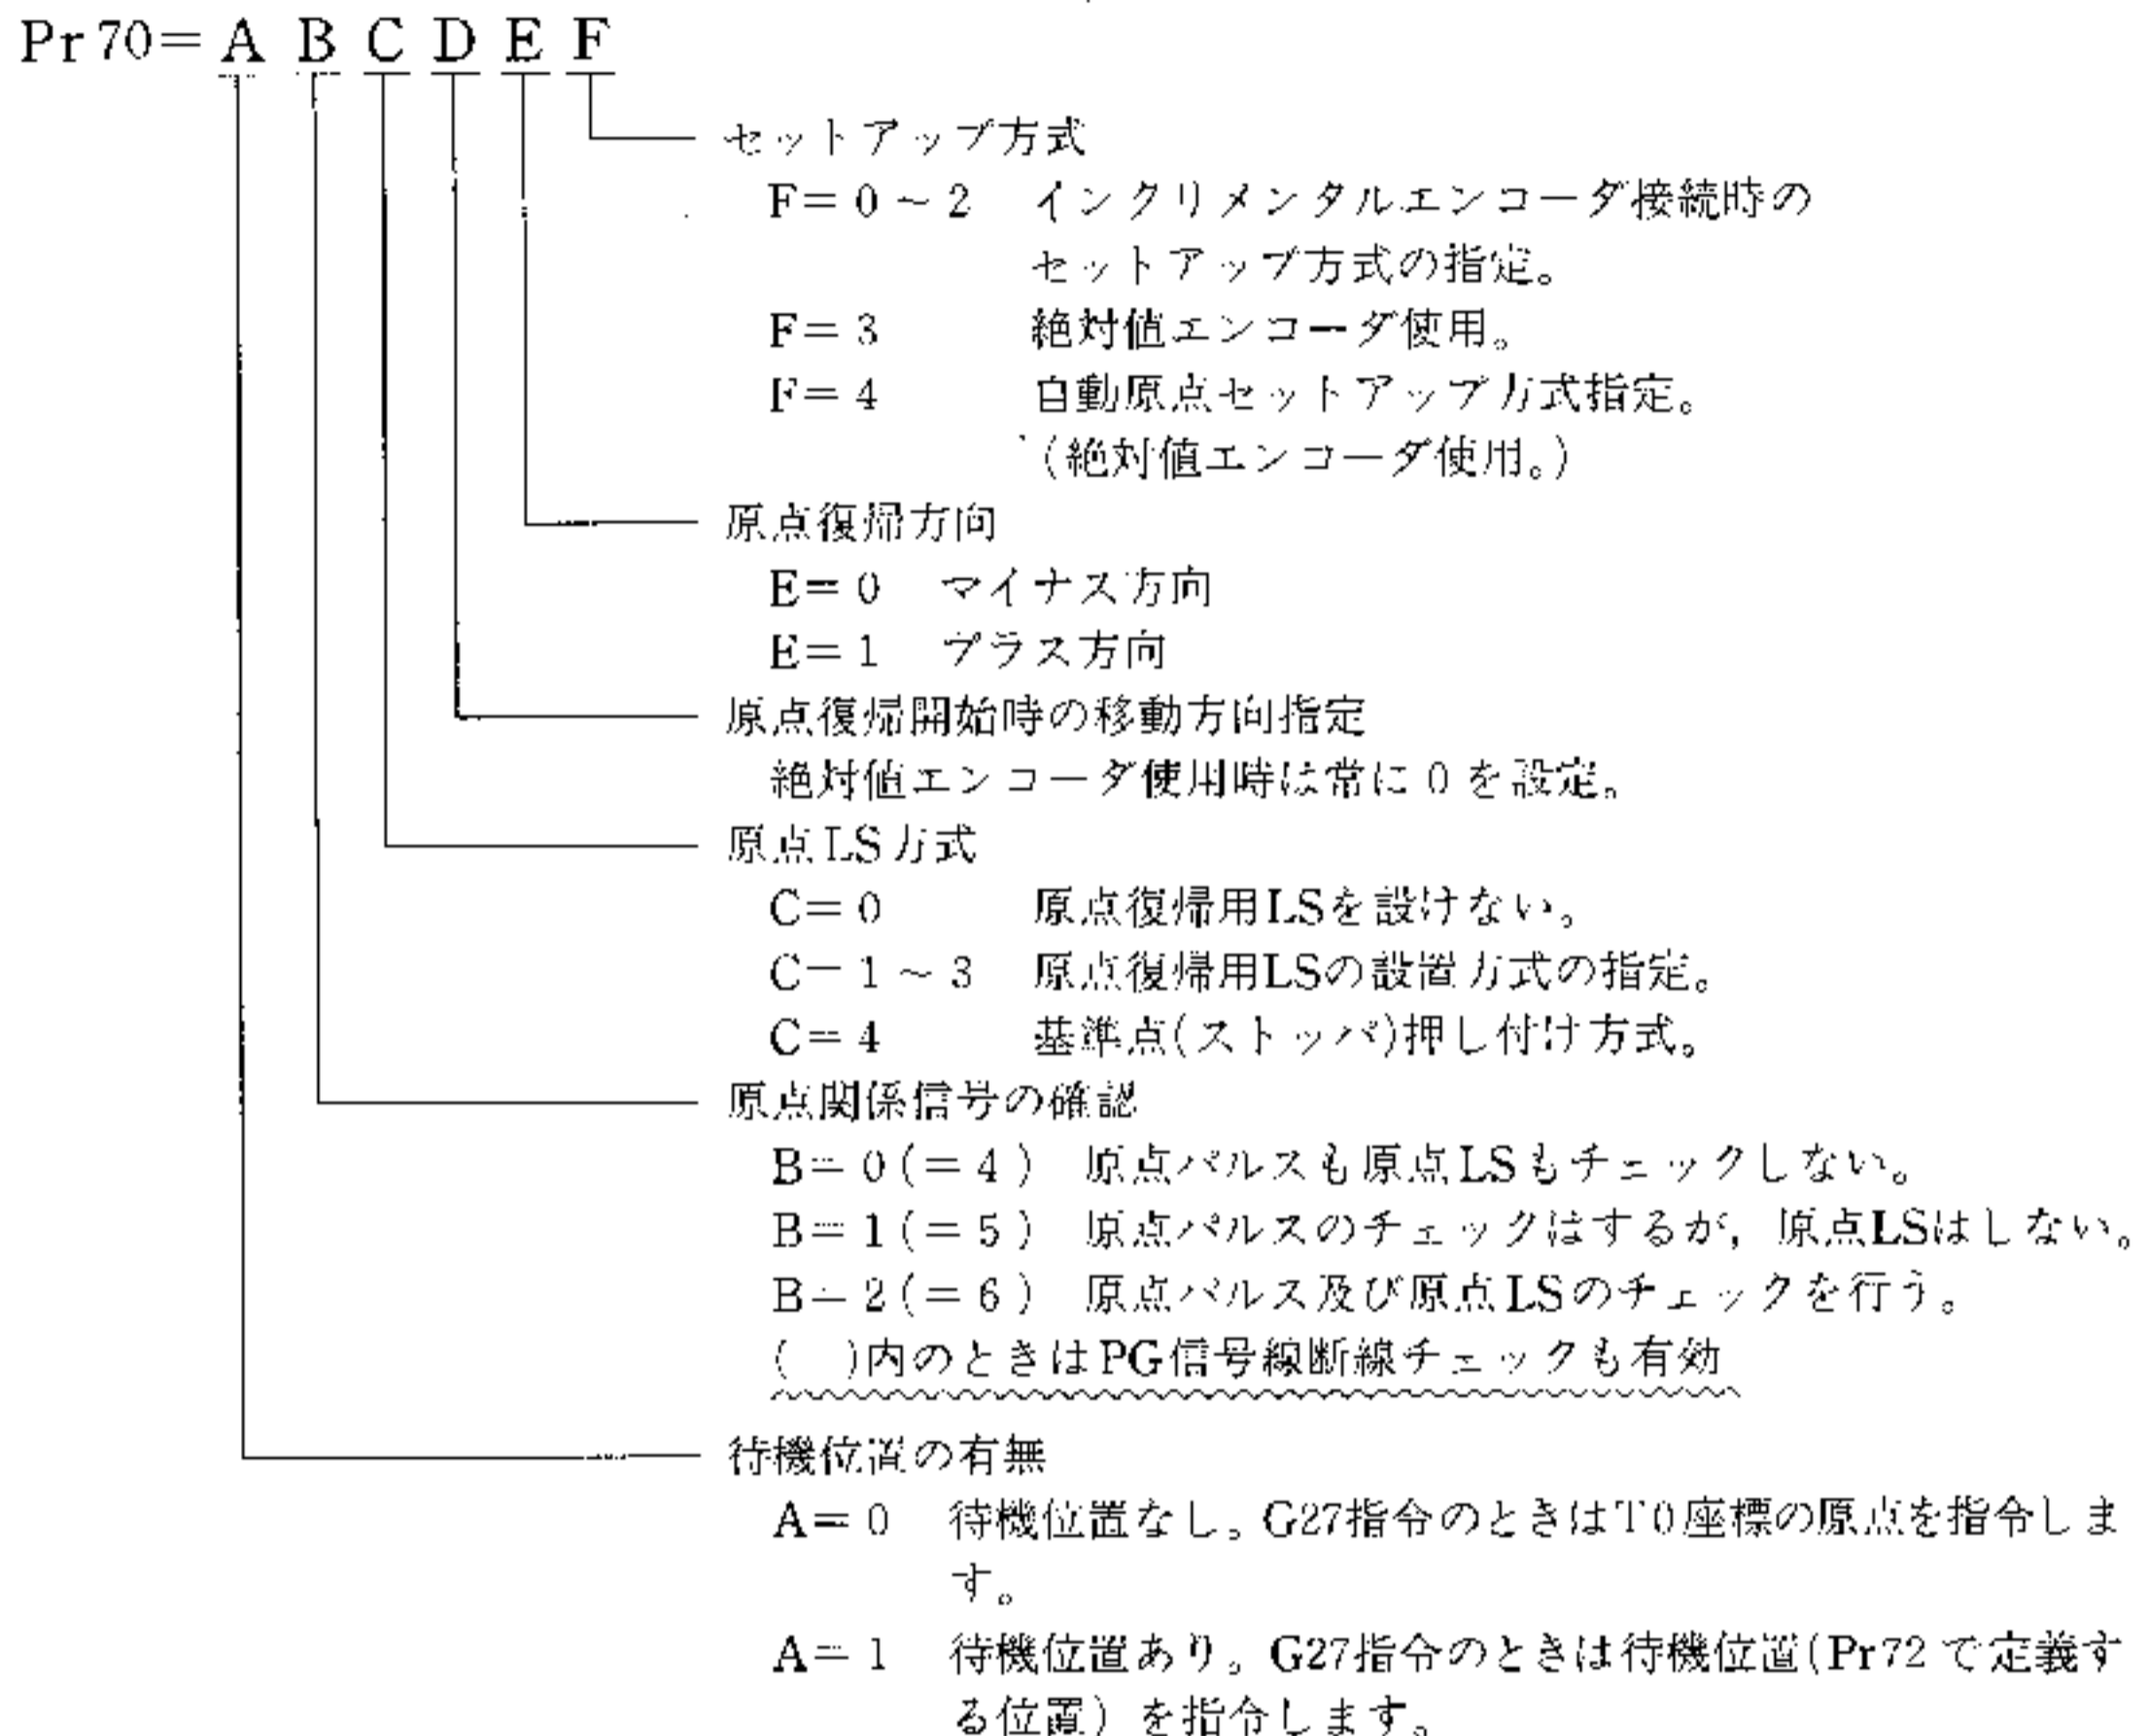 Pr 70= A B C D E F
セットアップ方式
F= 0 ~ 2 インクリメンタルエンコーダ接続時の
セットアップ方式の指定。
F= 3 絶対値エンコーダ使用。
F= 4 自動原点セットアップ方式指定。
(絶対値エンコーダ使用。)
原点復帰方向
E= 0 マイナス方向
E= 1 プラス方向
原点復帰開始時の移動方向指定
絶対値エンコーダ使用時は常に 0 を設定。
原点LS方式
C= 0 原点復帰用LSを設けない。
C= 1 ~ 3 原点復帰用LSの設置方式の指定。
C= 4 基準点(ストッパ)押し付け方式。
原点関係信号の確認
B= 0 (= 4 ) 原点パルスも原点LSもチェックしない。
B= 1 (= 5 ) 原点パルスのチェックはするが, 原点LSはしない。
B= 2 (= 6 ) 原点パルス及び原点LSのチェックを行う。
( )内のときはPG信号線断線チェックも有効
待機位置の有無
A= 0 待機位置なし。G27指令のときはT0座標の原点を指令しま
す。
A= 1 待機位置あり。G27指令のときは待機位置(Pr72で定義す
る位置) を指令します。